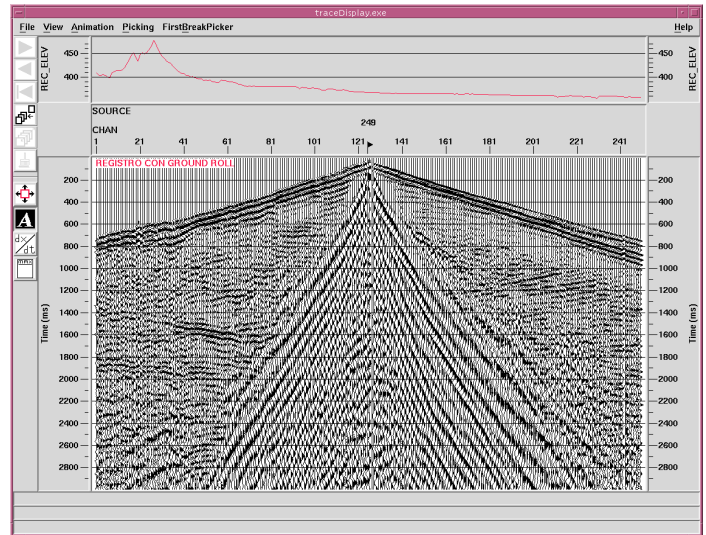 traceDisplay.exe
File View Animation Picking FirstBreakPicker Help
REC_ELEV 450 400 450 400 REC_ELEV
SOURCE
249
CHAN
1 21 41 61 81 101 121 141 161 181 201 221 241
REGISTRO CON GROUND ROLL
200 200
400 400
600 600
800 800
1000 1000
1200 1200
1400 1400
Time (ms) Time (ms)
1600 1600
1800 1800
2000 2000
2200 2200
2400 2400
2600 2600
2800 2800
A
dx/dt